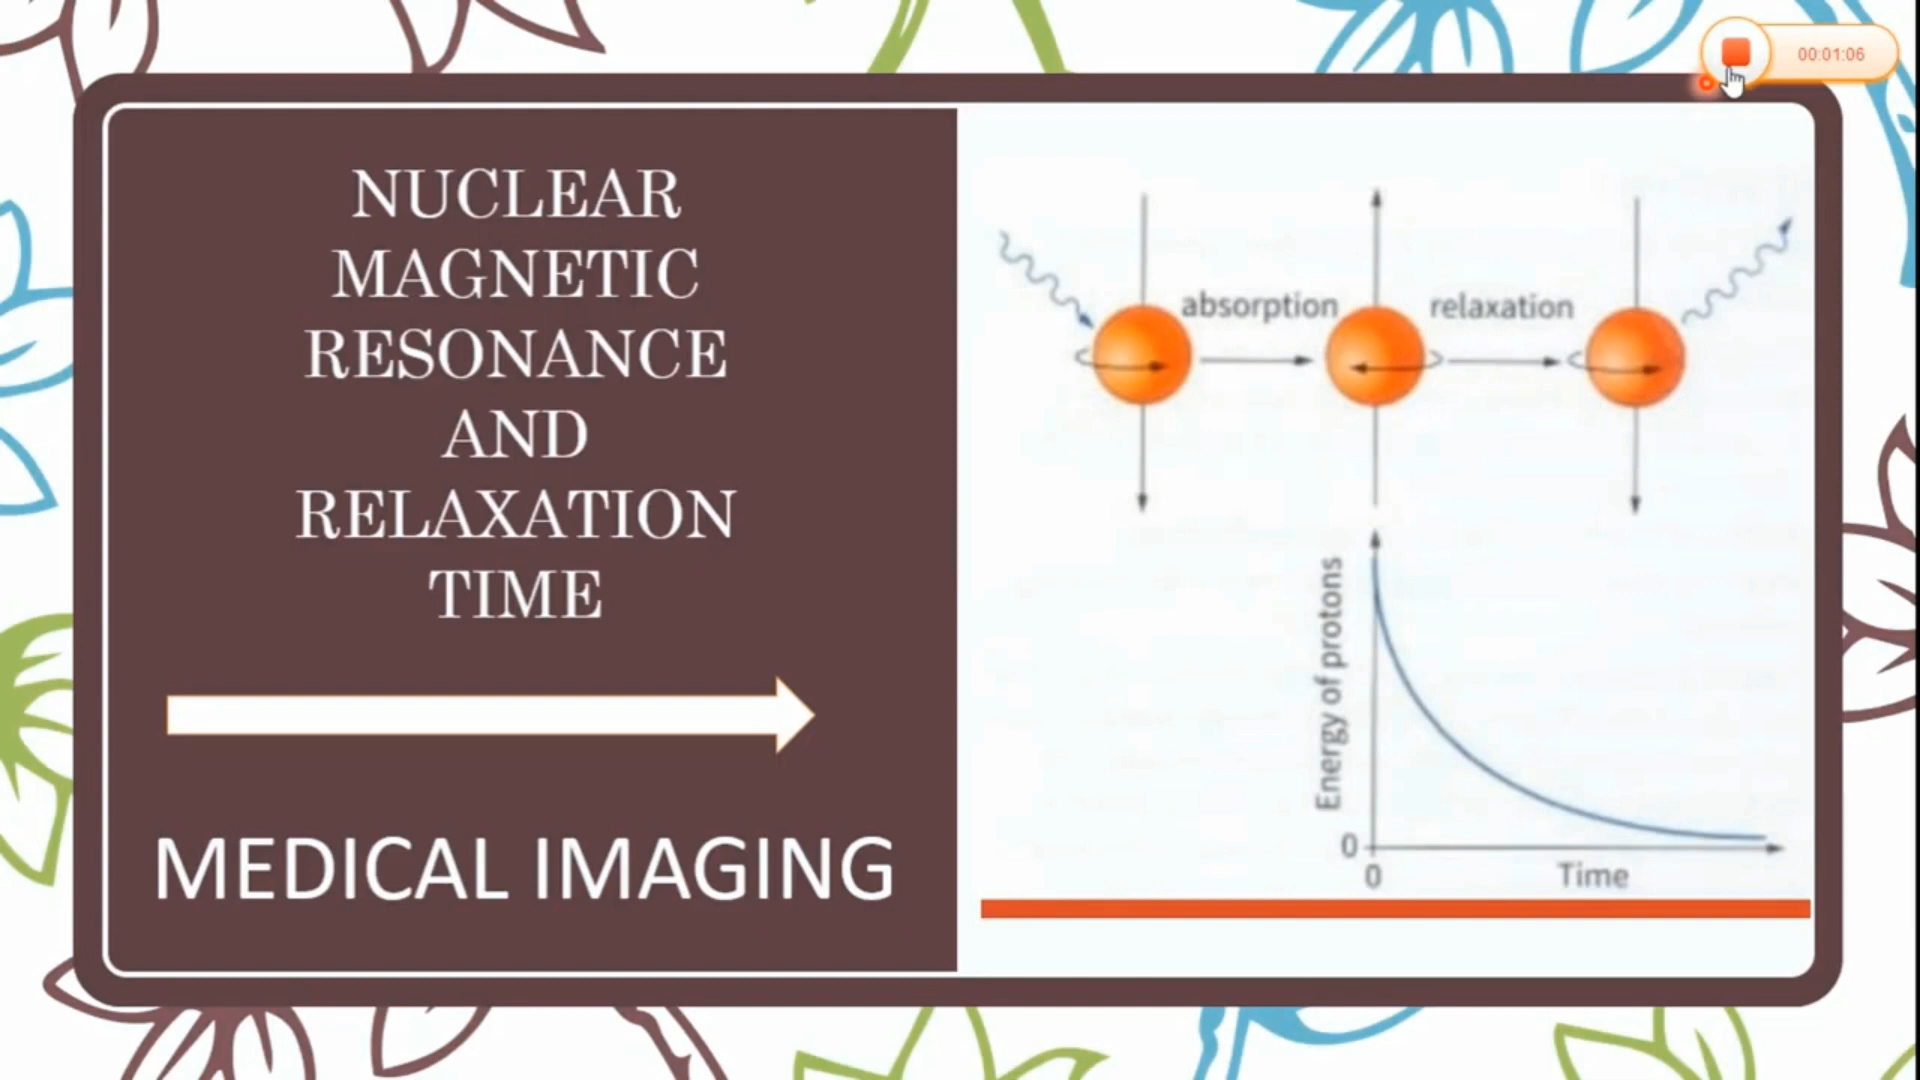 00:01:06
NUCLEAR
MAGNETIC
RESONANCE
AND
RELAXATION
TIME
MEDICAL IMAGING
absorption
relaxation
Energy of protons
0
0
Time